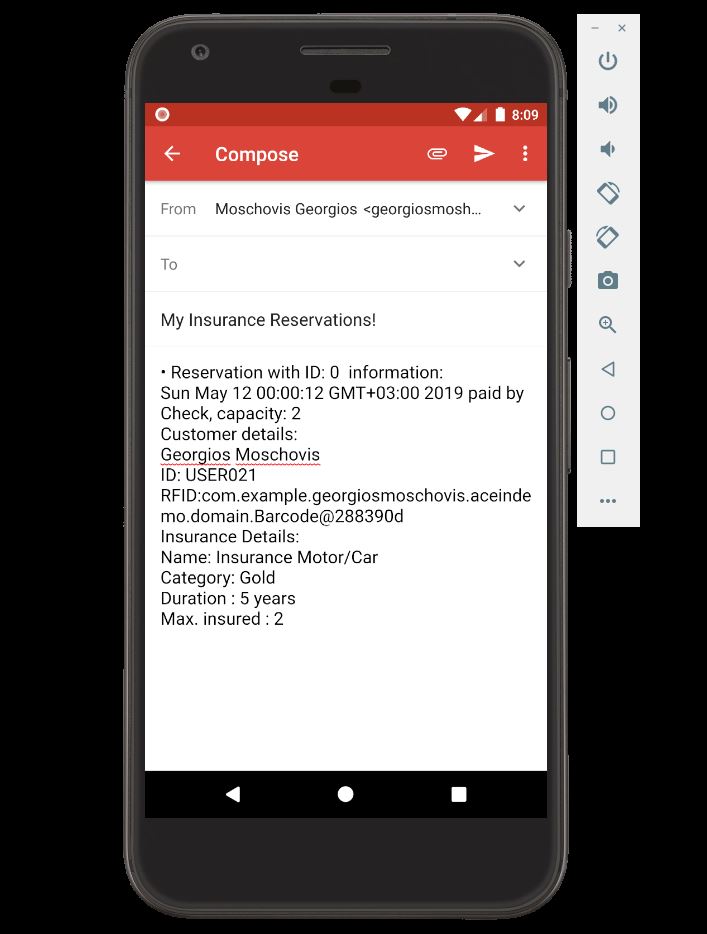 8:09
Compose
From Moschovis Georgios <georgiosmosh...
To
My Insurance Reservations!
• Reservation with ID: 0  information:
Sun May 12 00:00:12 GMT+03:00 2019 paid by
Check, capacity: 2
Customer details:
Georgios Moschovis
ID: USER021
RFID:com.example.georgiosmoschovis.aceinde
mo.domain.Barcode@288390d
Insurance Details:
Name: Insurance Motor/Car
Category: Gold
Duration : 5 years
Max. insured : 2